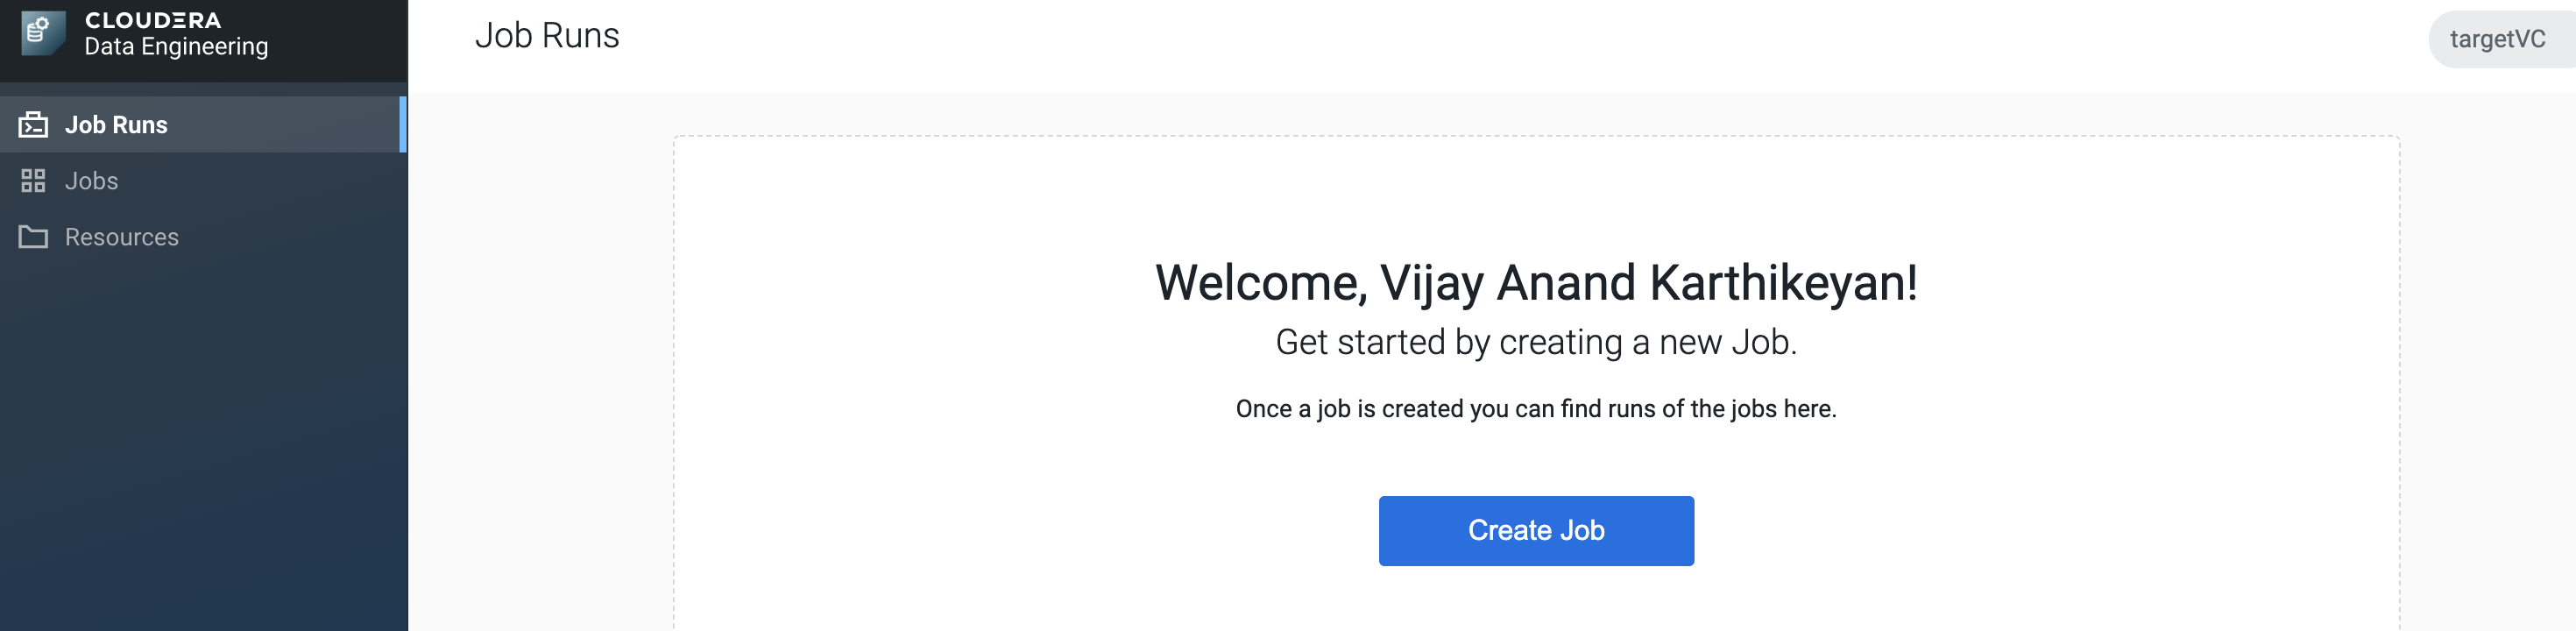 CLOUDERA
Data Engineering
Job Runs
Jobs
Resources
Job Runs
targetVC
Welcome, Vijay Anand Karthikeyan!
Get started by creating a new Job.
Once a job is created you can find runs of the jobs here.
Create Job